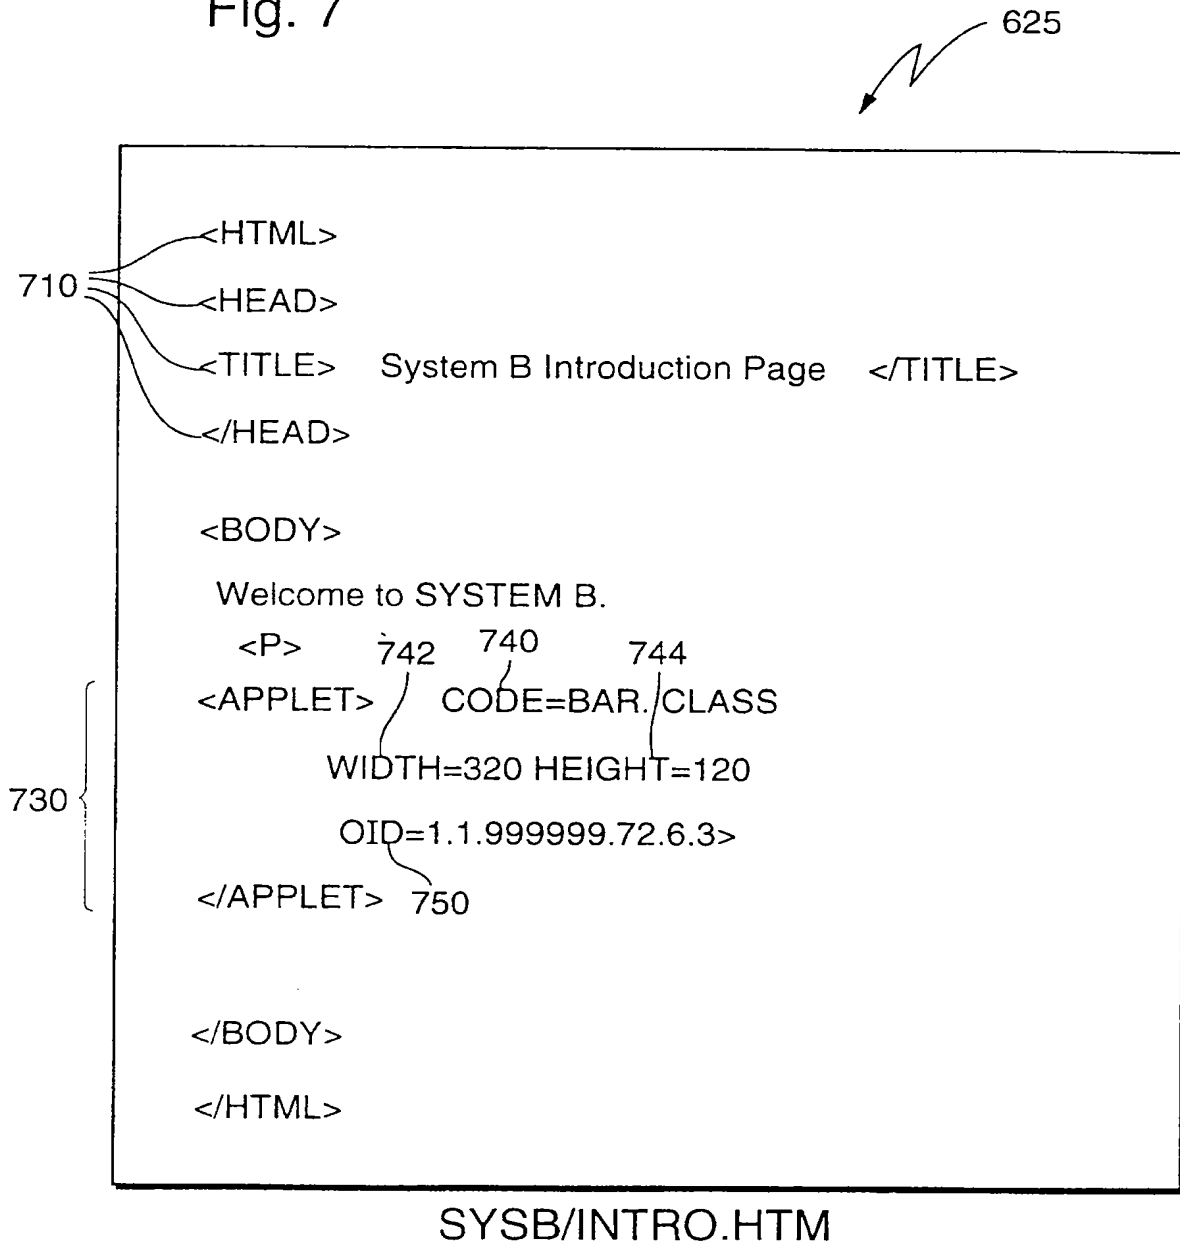 Fig. 7
625
<HTML>
710
<HEAD>
<TITLE> System B Introduction Page </TITLE>
</HEAD>
<BODY>
Welcome to SYSTEM B.
<P> 742 740 744
<APPLET> CODE=BAR. CLASS
WIDTH=320 HEIGHT=120
730
OID=1.1.999999.72.6.3>
</APPLET> 750
</BODY>
</HTML>
SYSB/INTRO.HTM